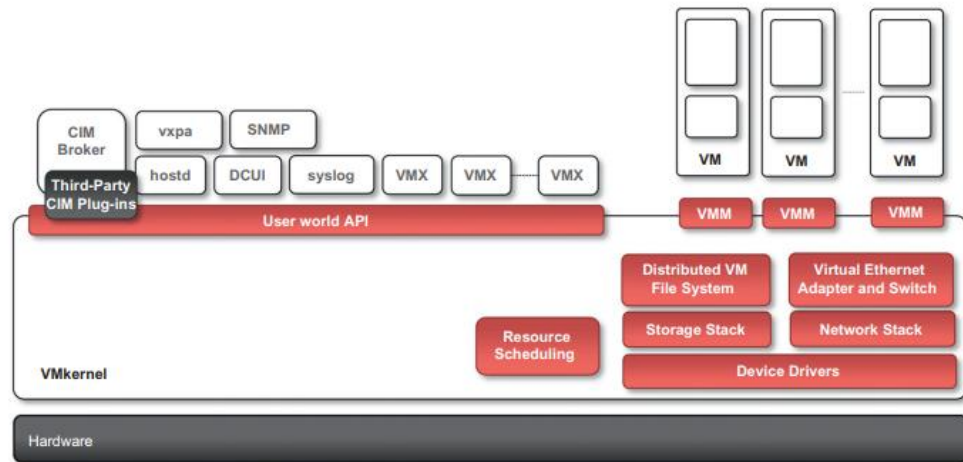 CIM
Broker
vxpa
SNMP
Third-Party
CIM Plug-ins
hostd
DCUI
syslog
VMX
VMX
VMX
VM
VM
VM
User world API
VMM
VMM
VMM
Distributed VM
File System
Virtual Ethernet
Adapter and Switch
Resource
Scheduling
Storage Stack
Network Stack
VMkernel
Device Drivers
Hardware